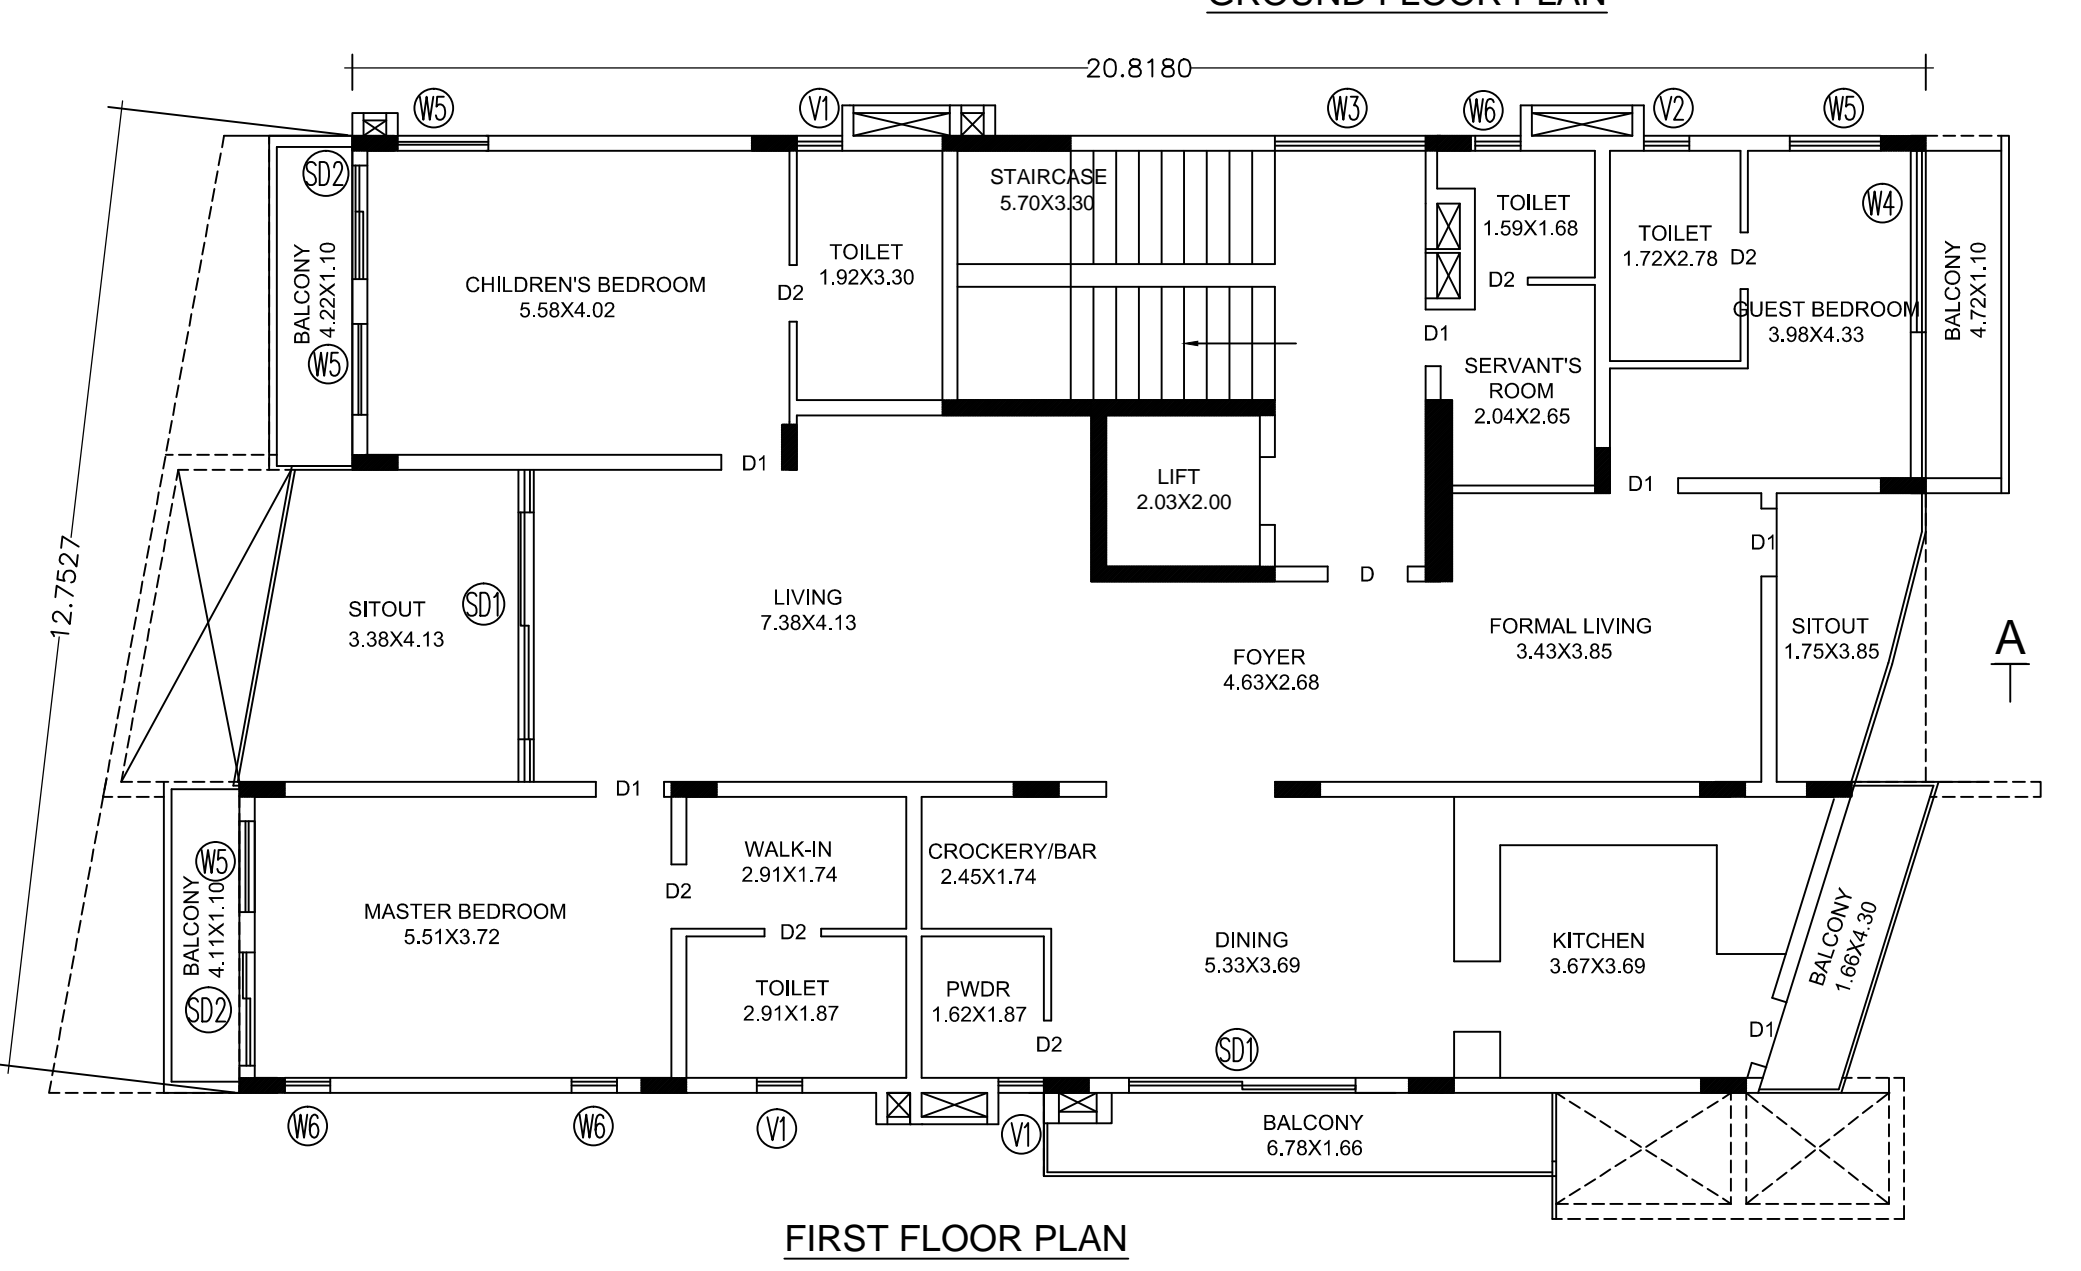 GROUND FLOOR PLAN
20.8180
W5
V1
W3
W6
V2
W5
SD2
W4
STAIRCASE
5.70X3.30
TOILET
1.59X1.68
TOILET
1.72X2.78
D2
TOILET
1.92X3.30
BALCONY
4.22X1.10
CHILDREN'S BEDROOM
5.58X4.02
D2
D2
GUEST BEDROOM
3.98X4.33
BALCONY
4.72X1.10
W5
D1
SERVANT'S
ROOM
2.04X2.65
D1
LIFT
2.03X2.00
D1
D1
12.7527
SITOUT
3.38X4.13
SD1
LIVING
7.38X4.13
D
FORMAL LIVING
3.43X3.85
SITOUT
1.75X3.85
A
FOYER
4.63X2.68
D1
W5
WALK-IN
2.91X1.74
CROCKERY/BAR
2.45X1.74
D2
BALCONY
4.11X1.10
MASTER BEDROOM
5.51X3.72
D2
DINING
5.33X3.69
KITCHEN
3.67X3.69
BALCONY
1.66X4.30
SD2
TOILET
2.91X1.87
PWDR
1.62X1.87
D2
SD1
D1
W6
W6
V1
V1
BALCONY
6.78X1.66
FIRST FLOOR PLAN